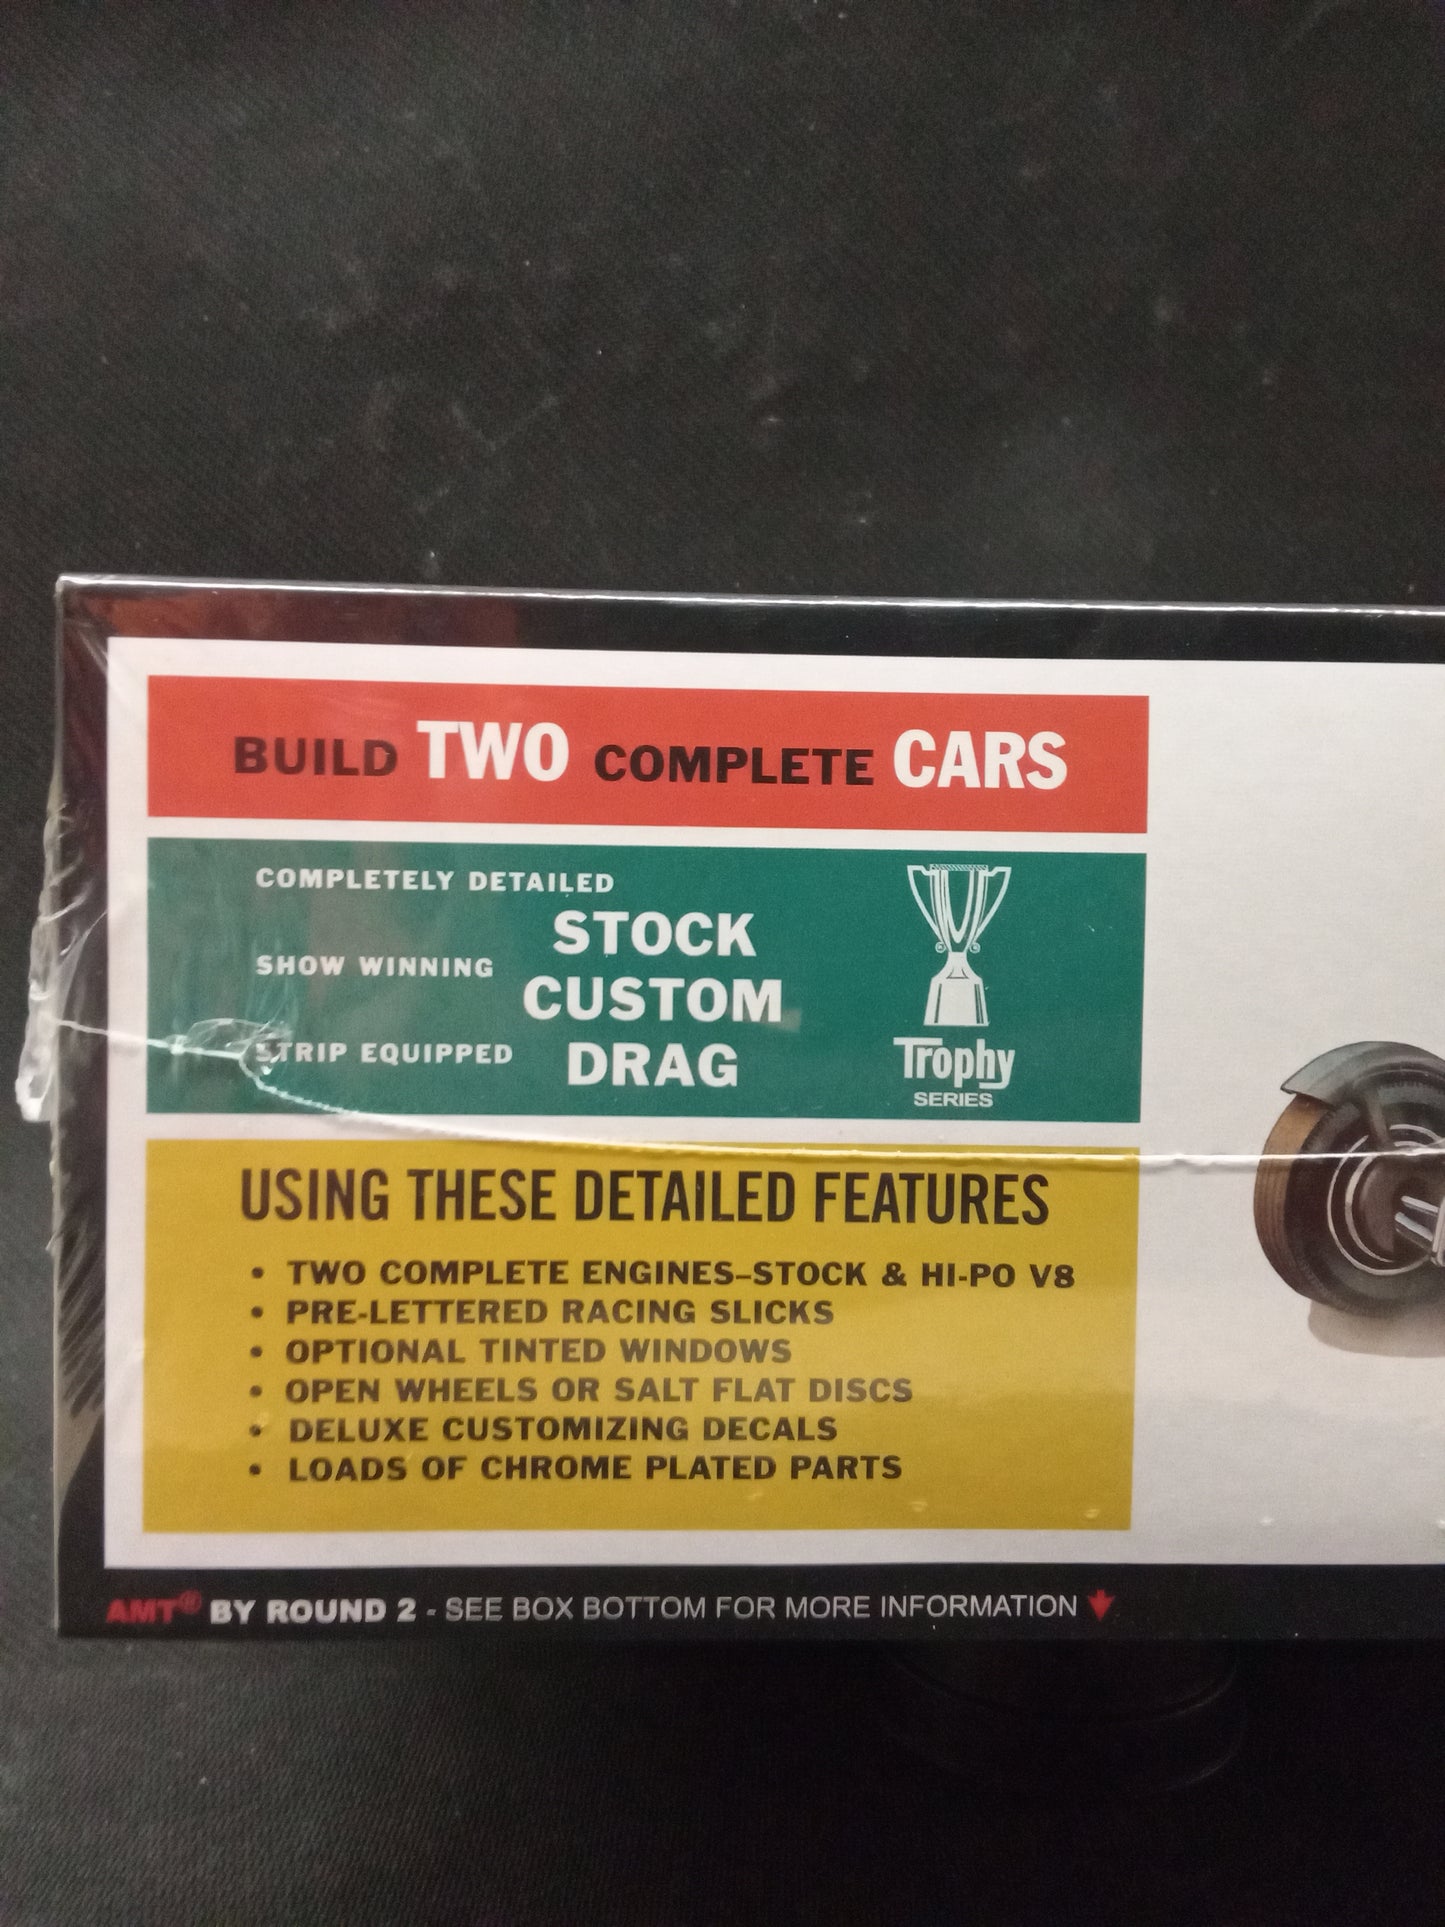 BUILD TWO COMPLETE CARS
COMPLETELY DETAILED
STOCK
SHOW WINNING
CUSTOM
STRIP EQUIPPED
DRAG
Trophy
SERIES
USING THESE DETAILED FEATURES
• TWO COMPLETE ENGINES–STOCK & HI-PO V8
• PRE-LETTERED RACING SLICKS
• OPTIONAL TINTED WINDOWS
• OPEN WHEELS OR SALT FLAT DISCS
• DELUXE CUSTOMIZING DECALS
• LOADS OF CHROME PLATED PARTS
AMT® BY ROUND 2 - SEE BOX BOTTOM FOR MORE INFORMATION